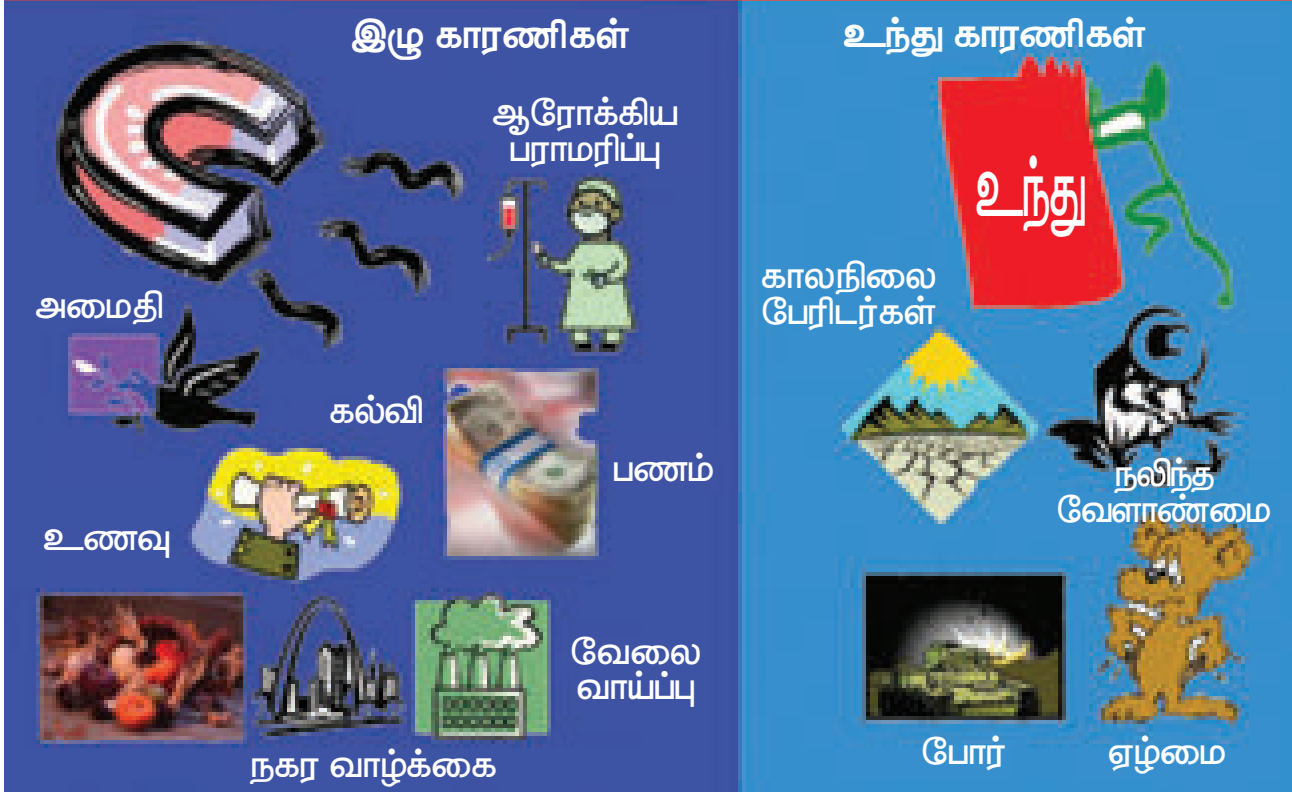 இழு காரணிகள்
ஆரோக்கிய
பராமரிப்பு
அமைதி
கல்வி
பணம்
உணவு
வேலை
வாய்ப்பு
நகர வாழ்க்கை
உந்து காரணிகள்
உந்து
காலநிலை
பேரிடர்கள்
நலிந்த
வேளாண்மை
போர்
ஏழ்மை